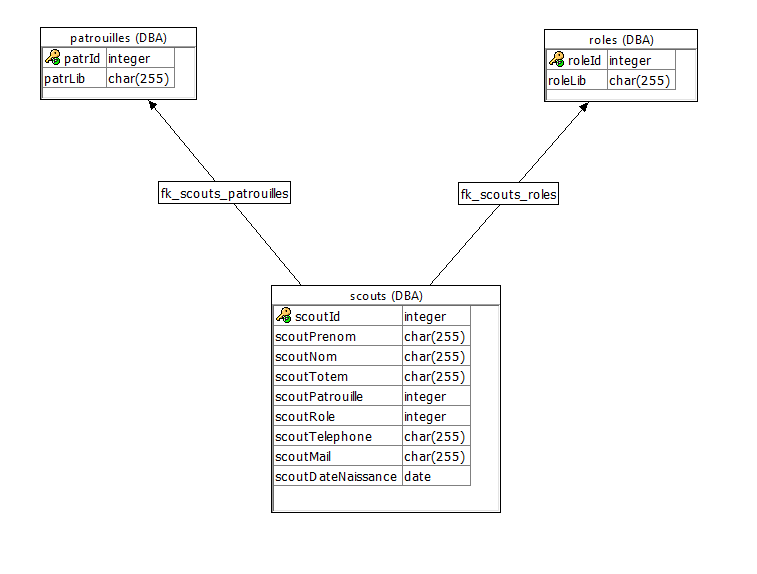 patrouilles (DBA)
patrId integer
patrLib char(255)
roles (DBA)
roleId integer
roleLib char(255)
fk_scouts_patrouilles
fk_scouts_roles
scouts (DBA)
scoutId integer
scoutPrenom char(255)
scoutNom char(255)
scoutTotem char(255)
scoutPatrouille integer
scoutRole integer
scoutTelephone char(255)
scoutMail char(255)
scoutDateNaissance date